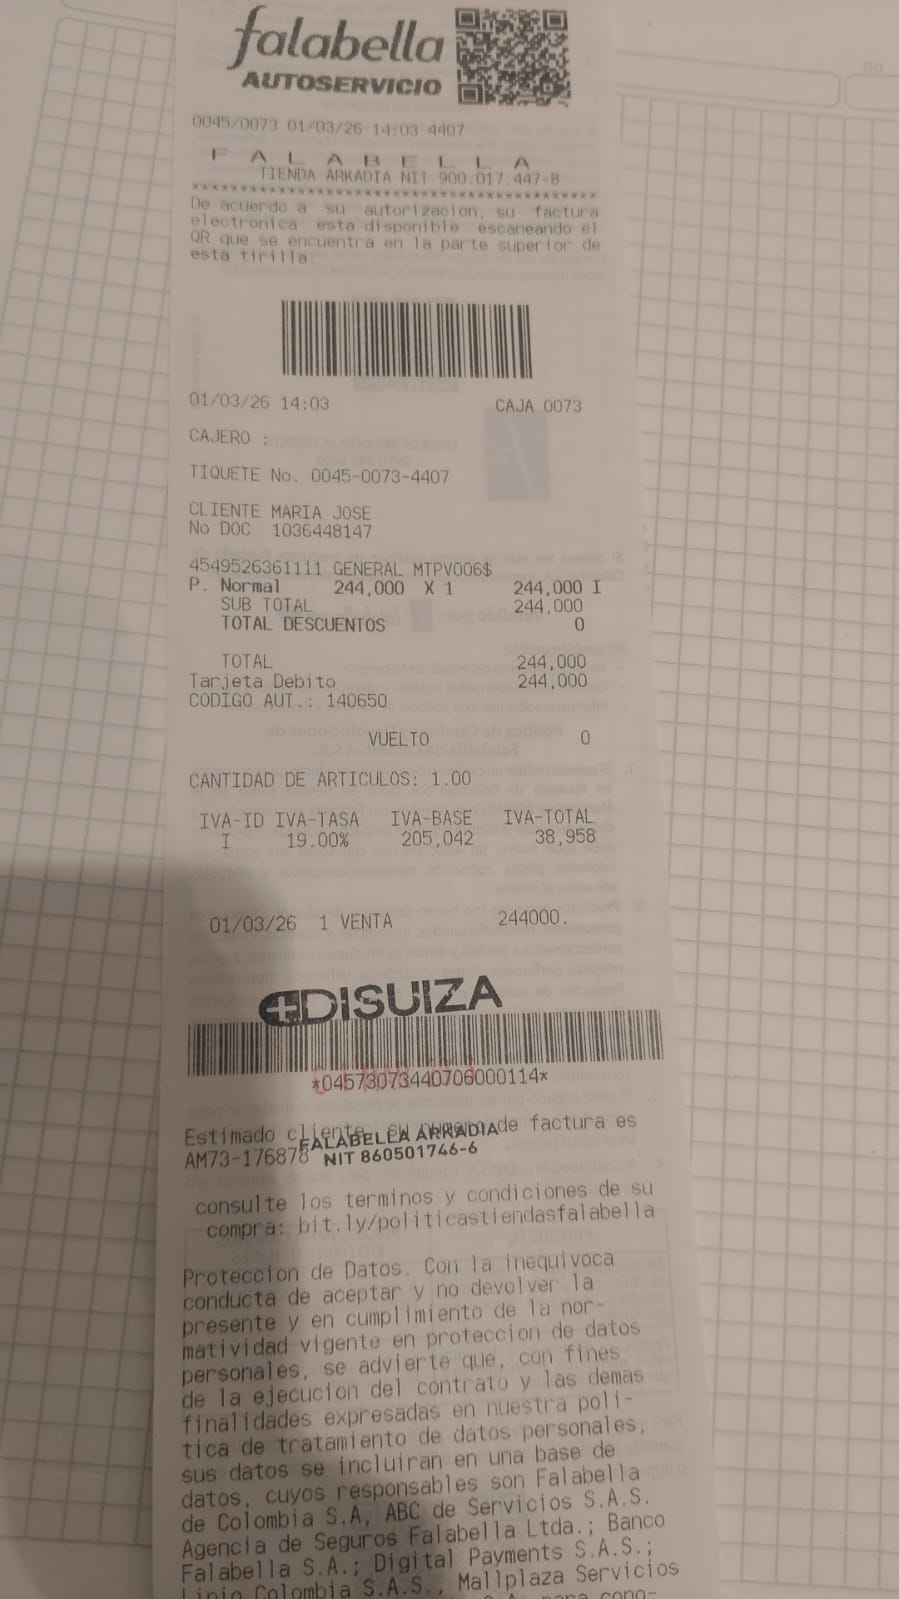 falabella
AUTOSERVICIO
0045/0073 01/03/26 14:03 4407
F A L A B E L L A
TIENDA ARKADIA NIT 900.017.447-8
******************************************
De acuerdo a su autorizacion, su factura
electronica esta disponible escaneando el
QR que se encuentra en la parte superior de
esta tirilla.
01/03/26 14:03 CAJA 0073
CAJERO :
TIQUETE No. 0045-0073-4407
CLIENTE MARIA JOSE
No DOC 1036448147
4549526361111 GENERAL MTPV006$
P. Normal 244,000 X 1 244,000 I
SUB TOTAL 244,000
TOTAL DESCUENTOS 0
TOTAL 244,000
Tarjeta Debito 244,000
CODIGO AUT.: 140650
VUELTO 0
CANTIDAD DE ARTICULOS: 1.00
IVA-ID IVA-TASA IVA-BASE IVA-TOTAL
I 19.00% 205,042 38,958
01/03/26 1 VENTA 244000.
DISUIZA
*04573073440706000114*
Estimado cliente, su de factura es
FALABELLA ARKADIA
AM73-176878
NIT 860501746-6
consulte los terminos y condiciones de su
compra: bit.ly/politicastiendasfalabella
Proteccion de Datos. Con la inequivoca
conducta de aceptar y no devolver la
presente y en cumplimiento de la nor-
matividad vigente en proteccion de datos
personales, se advierte que, con fines
de la ejecucion del contrato y las demas
finalidades expresadas en nuestra poli-
tica de tratamiento de datos personales,
sus datos se incluiran en una base de
datos, cuyos responsables son Falabella
de Colombia S.A, ABC de Servicios S.A.S.
Agencia de Seguros Falabella Ltda.; Banco
Falabella S.A.; Digital Payments S.A.S.;
Linio Colombia S.A.S., Mallplaza Servicios